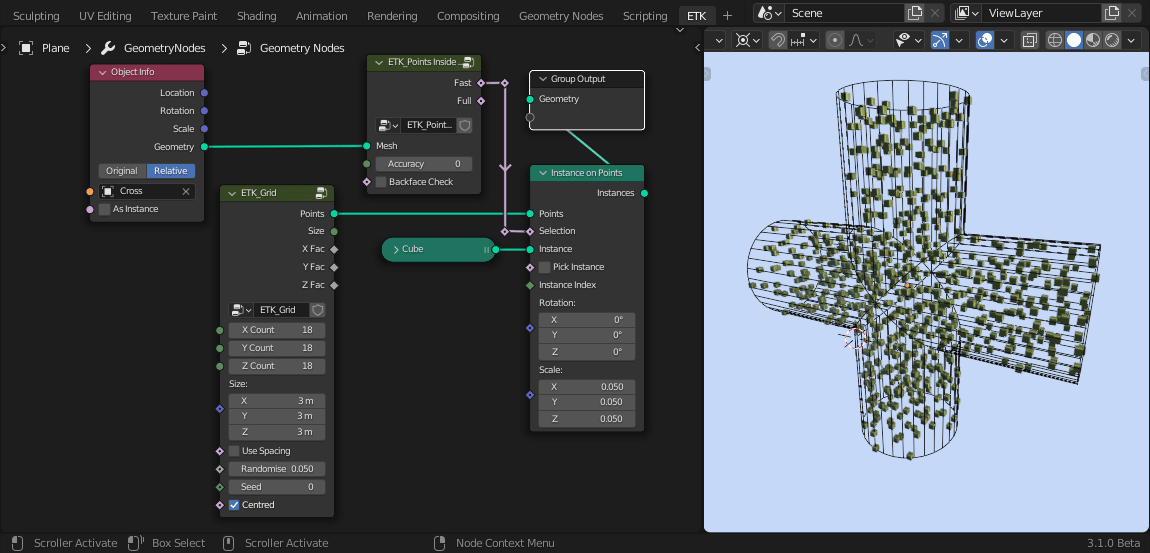 Sculpting UV Editing Texture Paint Shading Animation Rendering Compositing Geometry Nodes Scripting ETK + Scene ViewLayer
Plane > GeometryNodes > Geometry Nodes
Object Info
Location
Rotation
Scale
Geometry
Original Relative
Cross
As Instance
ETK_Points Inside ...
Fast
Full
ETK_Point...
Mesh
Accuracy 0
Backface Check
Group Output
Geometry
ETK_Grid
Points
Size
X Fac
Y Fac
Z Fac
ETK_Grid
X Count 18
Y Count 18
Z Count 18
Size:
X 3 m
Y 3 m
Z 3 m
Use Spacing
Randomise 0.050
Seed 0
Centred
Cube
Instance on Points
Instances
Points
Selection
Instance
Pick Instance
Instance Index
Rotation:
X 0°
Y 0°
Z 0°
Scale:
X 0.050
Y 0.050
Z 0.050
Scroller Activate Box Select Scroller Activate Node Context Menu 3.1.0 Beta